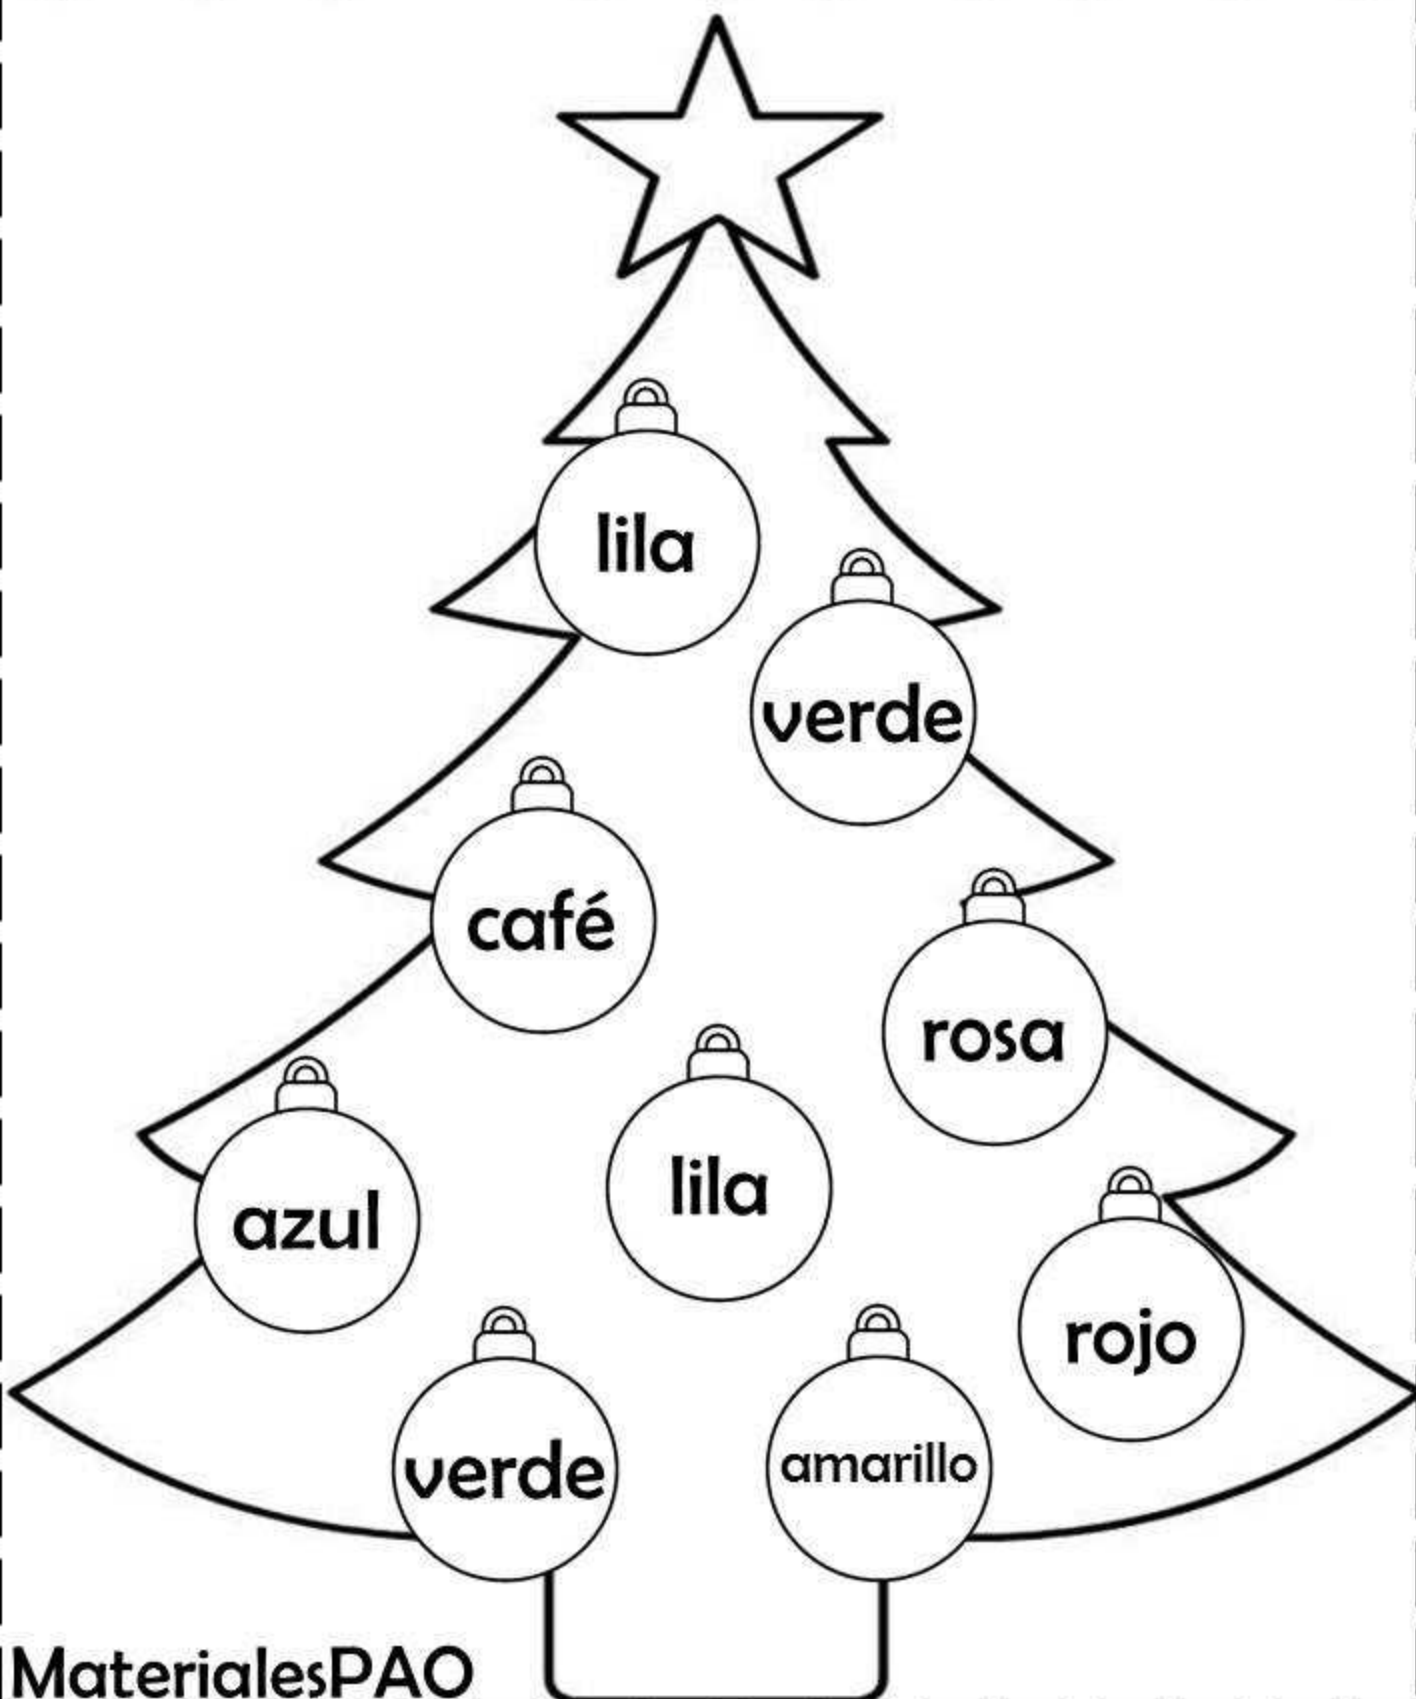 lila
verde
café
rosa
azul
lila
rojo
verde
amarillo
MaterialesPAO